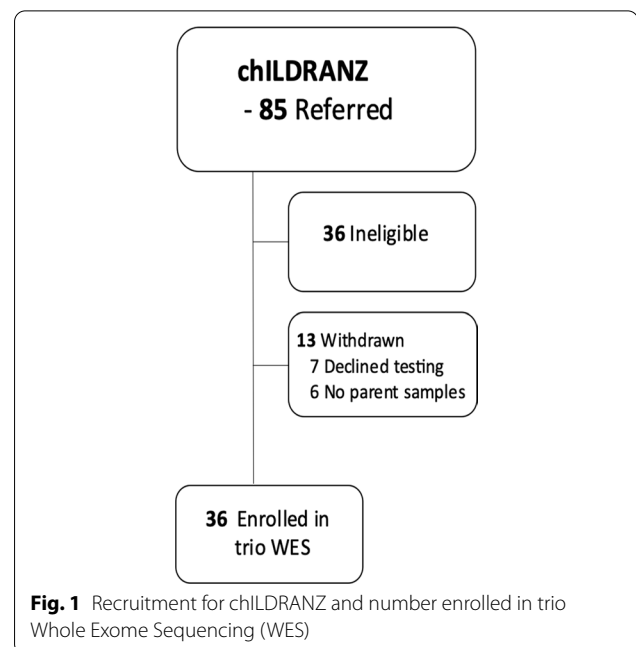 chILDRANZ
- 85 Referred
36 Ineligible
13 Withdrawn
7 Declined testing
6 No parent samples
36 Enrolled in
trio WES
Fig. 1 Recruitment for chILDRANZ and number enrolled in trio
Whole Exome Sequencing (WES)